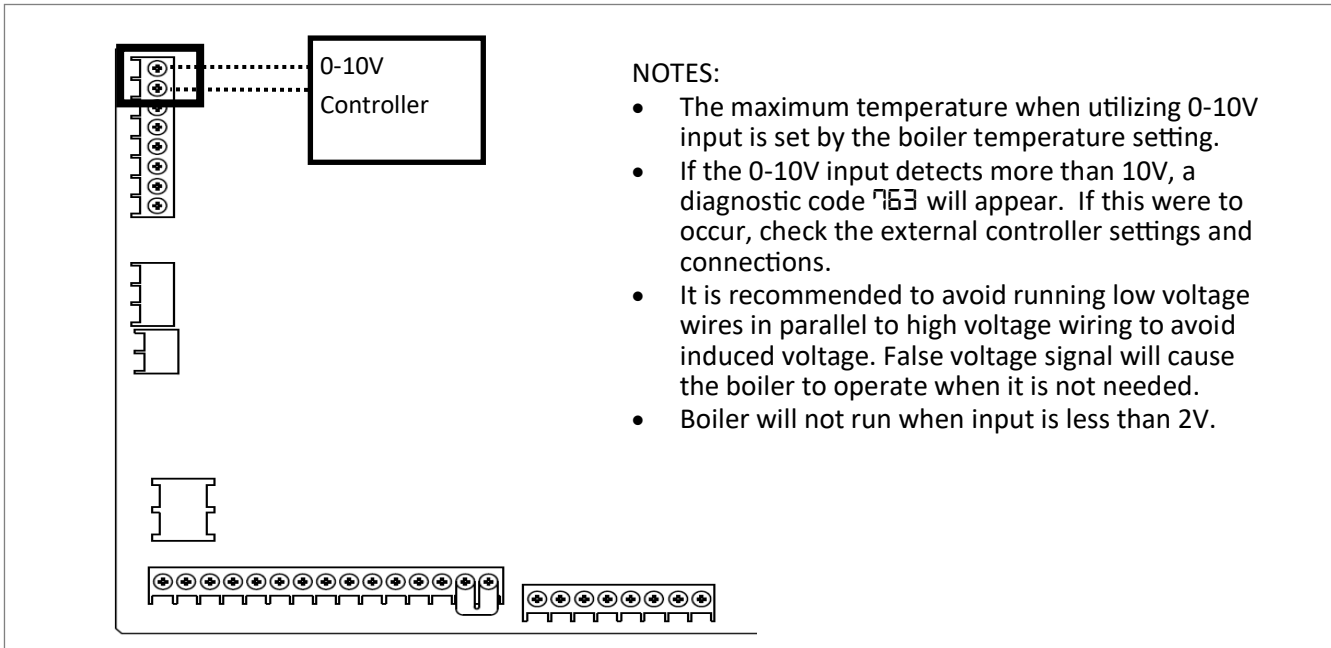 0-10V
Controller
NOTES:
• The maximum temperature when utilizing 0-10V
input is set by the boiler temperature setting.
• If the 0-10V input detects more than 10V, a
diagnostic code 763 will appear.  If this were to
occur, check the external controller settings and
connections.
• It is recommended to avoid running low voltage
wires in parallel to high voltage wiring to avoid
induced voltage. False voltage signal will cause
the boiler to operate when it is not needed.
• Boiler will not run when input is less than 2V.